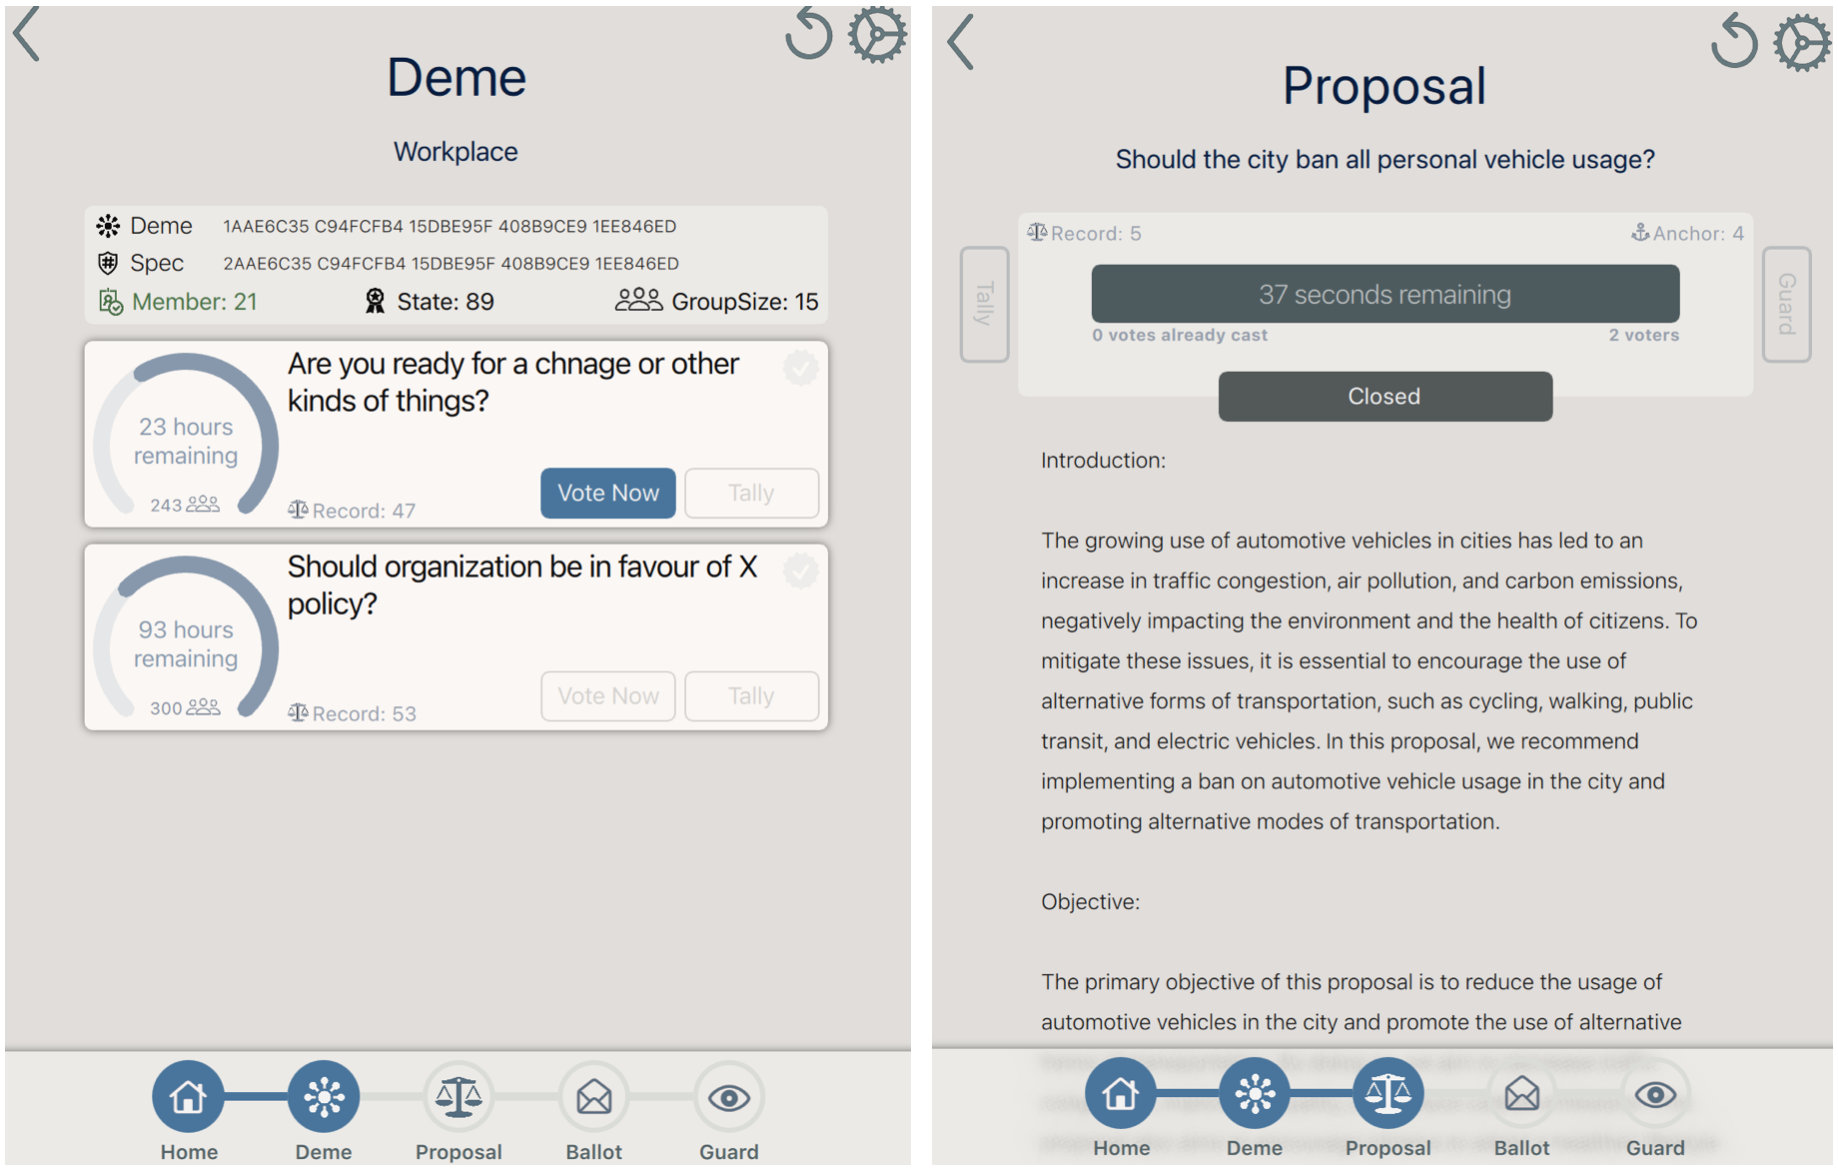 Deme
Workplace
Deme 1AAE6C35 C94FCFB4 15DBE95F 408B9CE9 1EE846ED
Spec 2AAE6C35 C94FCFB4 15DBE95F 408B9CE9 1EE846ED
Member: 21 State: 89 GroupSize: 15
Are you ready for a chnage or other
kinds of things?
23 hours
remaining
243
Record: 47
Vote Now
Tally
Should organization be in favour of X
policy?
93 hours
remaining
300
Record: 53
Vote Now
Tally
Home
Deme
Proposal
Ballot
Guard
Proposal
Should the city ban all personal vehicle usage?
Record: 5
Anchor: 4
Tally
37 seconds remaining
Guard
0 votes already cast
2 voters
Closed
Introduction:
The growing use of automotive vehicles in cities has led to an
increase in traffic congestion, air pollution, and carbon emissions,
negatively impacting the environment and the health of citizens. To
mitigate these issues, it is essential to encourage the use of
alternative forms of transportation, such as cycling, walking, public
transit, and electric vehicles. In this proposal, we recommend
implementing a ban on automotive vehicle usage in the city and
promoting alternative modes of transportation.
Objective:
The primary objective of this proposal is to reduce the usage of
automotive vehicles in the city and promote the use of alternative
Home
Deme
Proposal
Ballot
Guard